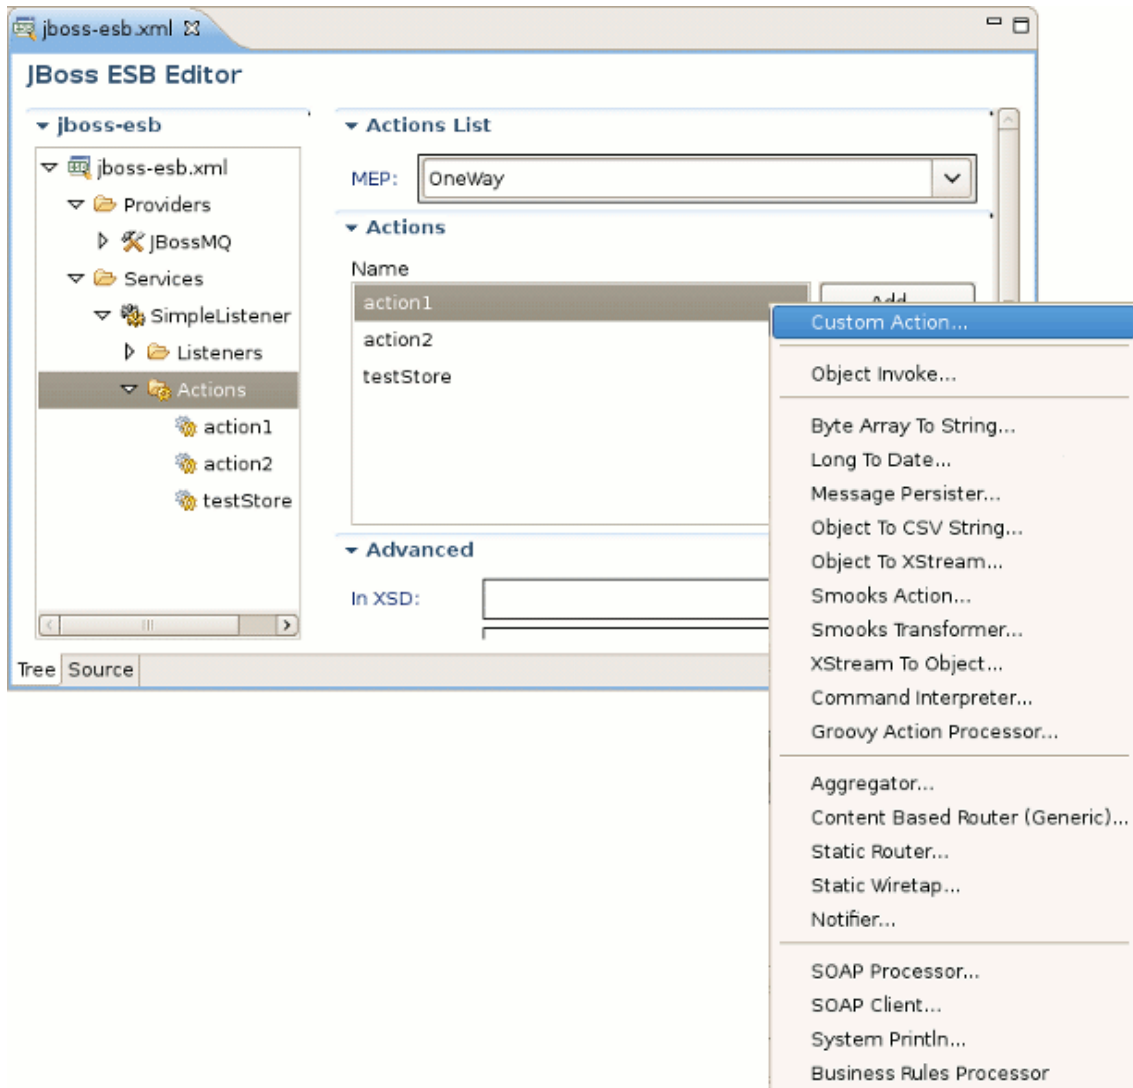 jboss-esb.xml
JBoss ESB Editor
jboss-esb
jboss-esb.xml
Providers
JBossMQ
Services
SimpleListener
Listeners
Actions
action1
action2
testStore
Actions List
MEP: OneWay
Actions
Name
action1
action2
testStore
Add...
Advanced
In XSD:
Tree Source
Custom Action...
Object Invoke...
Byte Array To String...
Long To Date...
Message Persister...
Object To CSV String...
Object To XStream...
Smooks Action...
Smooks Transformer...
XStream To Object...
Command Interpreter...
Groovy Action Processor...
Aggregator...
Content Based Router (Generic)...
Static Router...
Static Wiretap...
Notifier...
SOAP Processor...
SOAP Client...
System Println...
Business Rules Processor